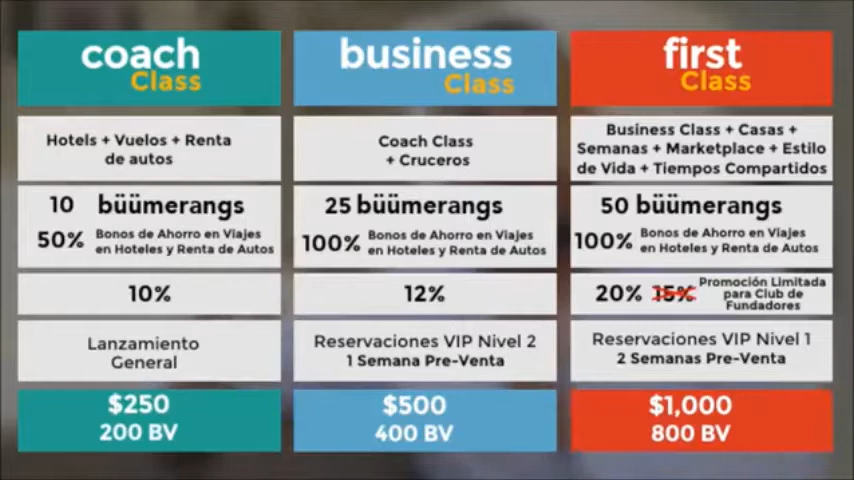 coach
Class
Hotels + Vuelos + Renta
de autos
10 büümerangs
50% Bonos de Ahorro en Viajes
en Hoteles y Renta de Autos
10%
Lanzamiento
General
$250
200 BV
business
Class
Coach Class
+ Cruceros
25 büümerangs
100% Bonos de Ahorro en Viajes
en Hoteles y Renta de Autos
12%
Reservaciones VIP Nivel 2
1 Semana Pre-Venta
$500
400 BV
first
Class
Business Class + Casas +
Semanas + Marketplace + Estilo
de Vida + Tiempos Compartidos
50 büümerangs
100% Bonos de Ahorro en Viajes
en Hoteles y Renta de Autos
20% 15% Promoción Limitada
para Club de
Fundadores
Reservaciones VIP Nivel 1
2 Semanas Pre-Venta
$1,000
800 BV